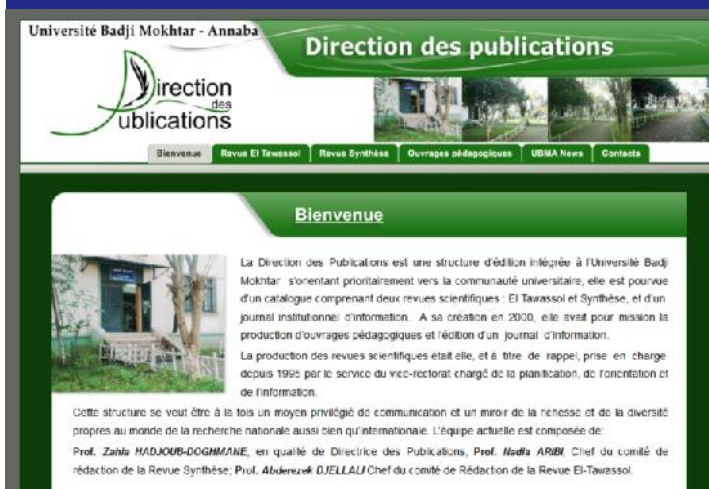 Université Badji Mokhtar - Annaba
Direction des publications
Direction
des
Publications
Bienvenue
Revue El Tawassol
Revue Synthèse
Ouvrages pédagogiques
UBMA News
Contacts
Bienvenue
La Direction des Publications est une structure d'édition intégrée à l'Université Badji
Mokhtar s'orientant prioritairement vers la communauté universitaire, elle est pourvue
d'un catalogue comprenant deux revues scientifiques : El Tawassol et Synthèse, et d'un
journal institutionnel d'information. A sa création en 2000, elle avait pour mission la
production d'ouvrages pédagogiques et l'édition d'un journal d'information.
La production des revues scientifiques était elle, et à titre de rappel, prise en charge
depuis 1995 par le service du vice-rectorat chargé de la planification, de l'orientation et
de l'information.
Cette structure se veut être à la fois un moyen privilégié de communication et un miroir de la richesse et de la diversité
propres au monde de la recherche nationale aussi bien qu'internationale. L'équipe actuelle est composée de:
Prof. Zahia HADJOUB-DOGHMANE, en qualité de Directrice des Publications, Prof. Nadia ARIBI, Chef du comité de
rédaction de la Revue Synthèse; Prof. Abderezek DJELLALI Chef du comité de Rédaction de la Revue El-Tawassol.